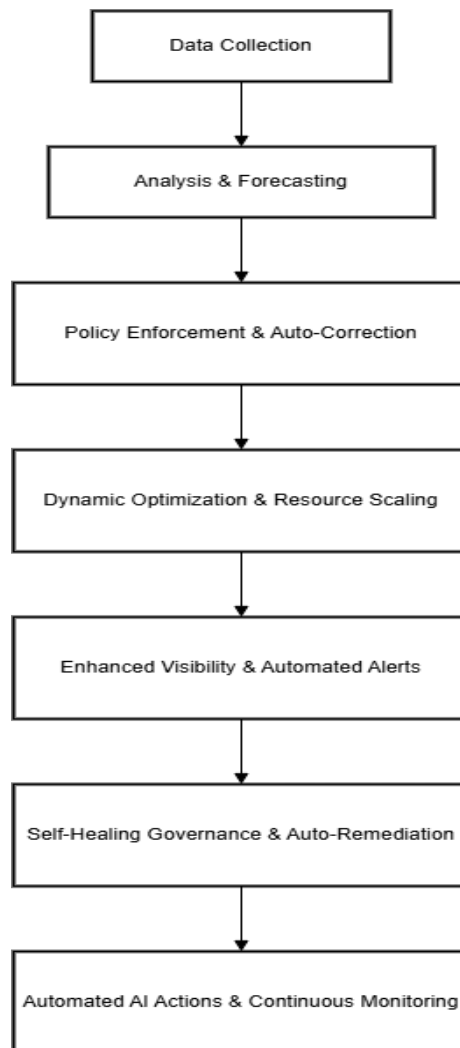 Data Collection
Analysis & Forecasting
Policy Enforcement & Auto-Correction
Dynamic Optimization & Resource Scaling
Enhanced Visibility & Automated Alerts
Self-Healing Governance & Auto-Remediation
Automated AI Actions & Continuous Monitoring